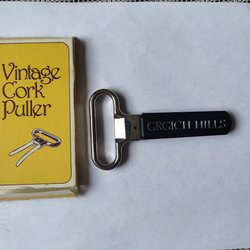 Vintage
Cork
Puller
GRGICH HILLS